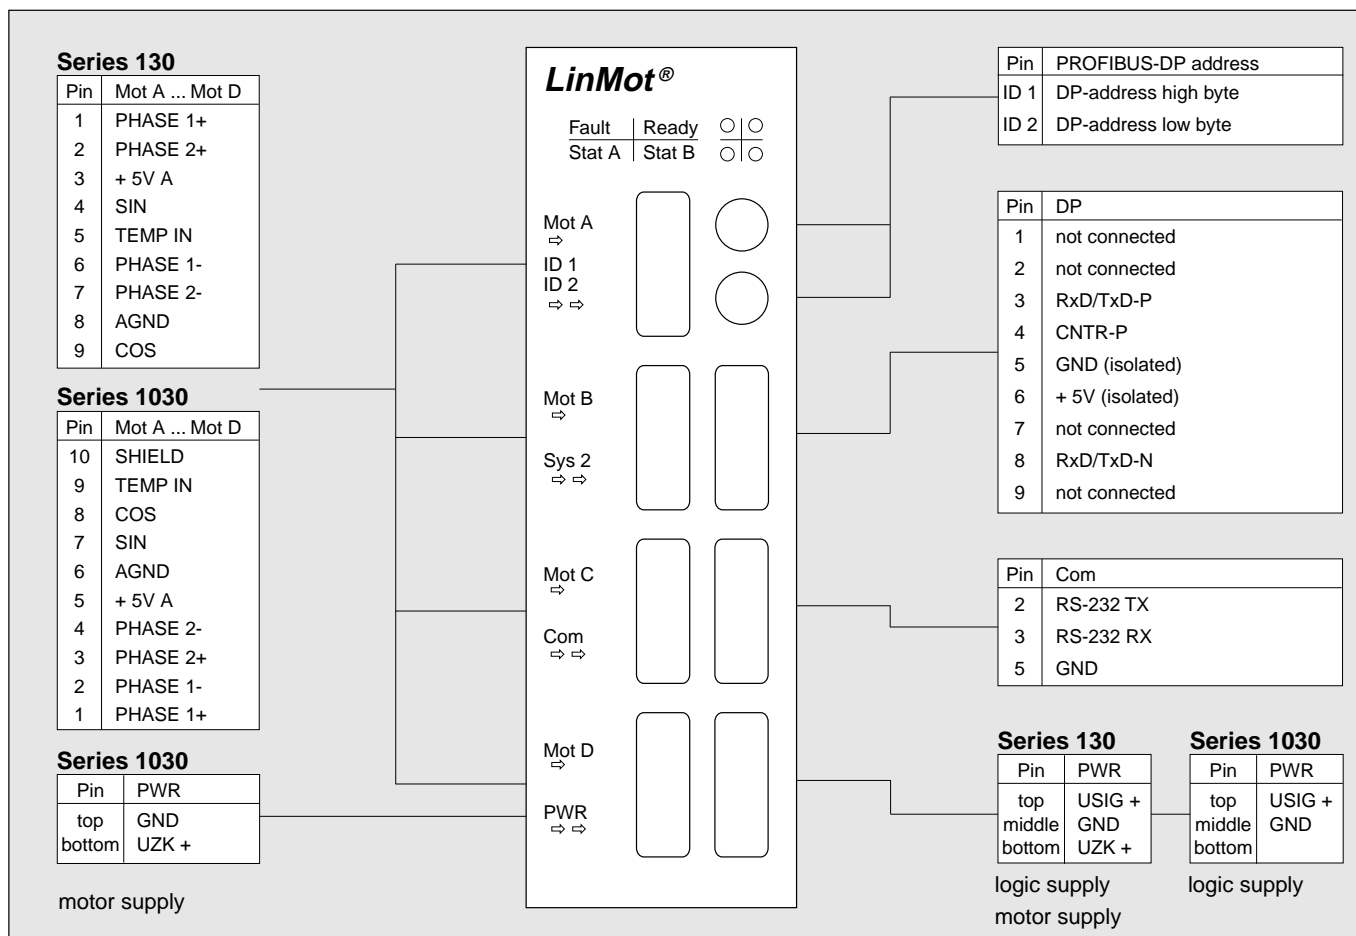 Series 130
Pin Mot A ... Mot D
1 PHASE 1+
2 PHASE 2+
3 + 5V A
4 SIN
5 TEMP IN
6 PHASE 1-
7 PHASE 2-
8 AGND
9 COS
Series 1030
Pin Mot A ... Mot D
10 SHIELD
9 TEMP IN
8 COS
7 SIN
6 AGND
5 + 5V A
4 PHASE 2-
3 PHASE 2+
2 PHASE 1-
1 PHASE 1+
Series 1030
Pin PWR
top GND
bottom UZK +
motor supply
LinMot®
Fault Ready
Stat A Stat B
Mot A
⇨
ID 1
ID 2
⇨ ⇨
Mot B
⇨
Sys 2
⇨ ⇨
Mot C
⇨
Com
⇨ ⇨
Mot D
⇨
PWR
⇨ ⇨
Pin PROFIBUS-DP address
ID 1 DP-address high byte
ID 2 DP-address low byte
Pin DP
1 not connected
2 not connected
3 RxD/TxD-P
4 CNTR-P
5 GND (isolated)
6 + 5V (isolated)
7 not connected
8 RxD/TxD-N
9 not connected
Pin Com
2 RS-232 TX
3 RS-232 RX
5 GND
Series 130
Pin PWR
top USIG +
middle GND
bottom UZK +
logic supply
motor supply
Series 1030
Pin PWR
top USIG +
middle GND
bottom
logic supply